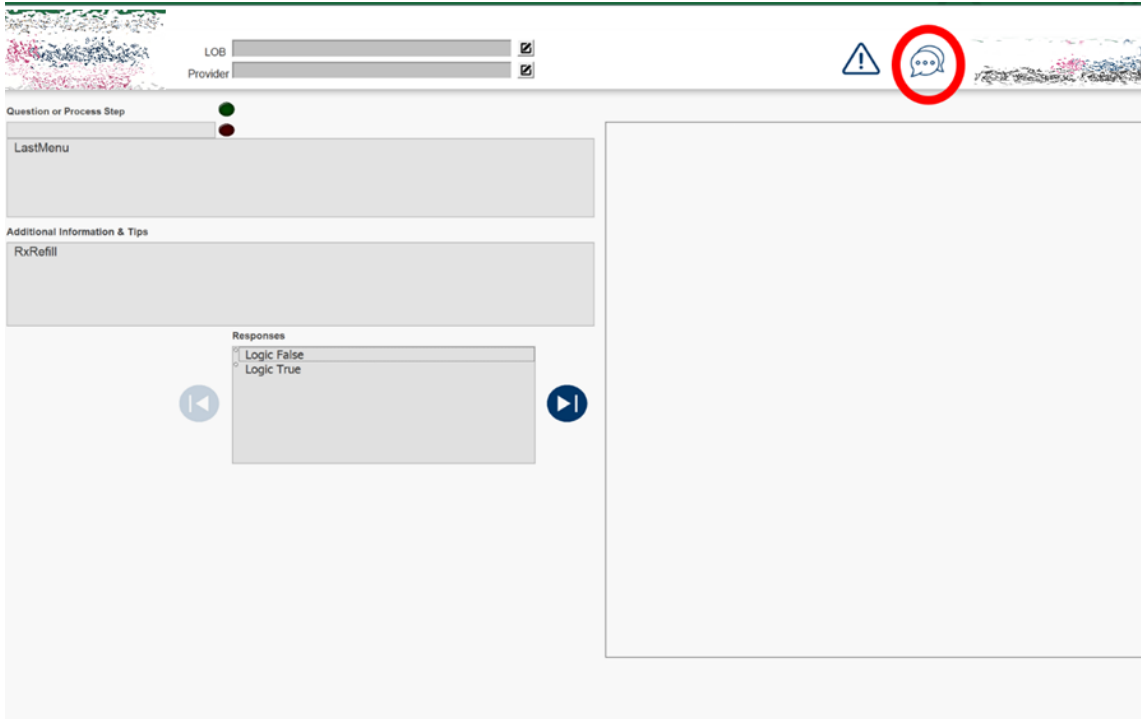 LOB
Provider
Question or Process Step
LastMenu
Additional Information & Tips
RxRefill
Responses
Logic False
Logic True